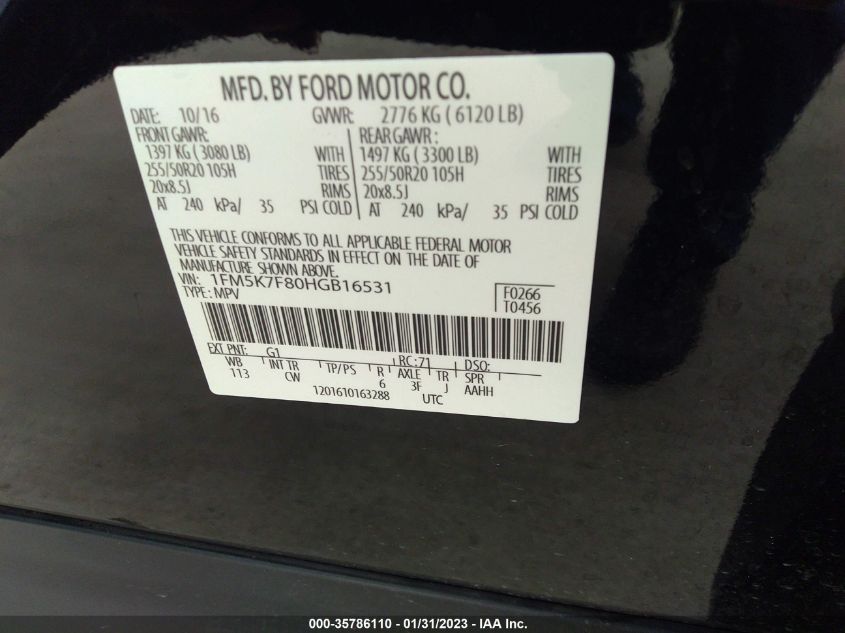 MFD. BY FORD MOTOR CO.
DATE: 10/16 GVWR: 2776 KG ( 6120 LB)
FRONT GAWR: REAR GAWR :
1397 KG ( 3080 LB) WITH 1497 KG ( 3300 LB) WITH
255/50R20 105H TIRES 255/50R20 105H TIRES
20x8.5J RIMS 20x8.5J RIMS
AT 240 kPa/ 35 PSI COLD AT 240 kPa/ 35 PSI COLD
THIS VEHICLE CONFORMS TO ALL APPLICABLE FEDERAL MOTOR
VEHICLE SAFETY STANDARDS IN EFFECT ON THE DATE OF
MANUFACTURE SHOWN ABOVE.
VIN: 1FM5K7F80HGB16531 F0266
TYPE: MPV T0456
EXT PNT: G1 RC: 71 DSO:
WB INT TR TP/PS R AXLE TR SPR
113 CW 6 3F J AAHH
1201610163288 UTC
000-35786110 - 01/31/2023 - IAA Inc.